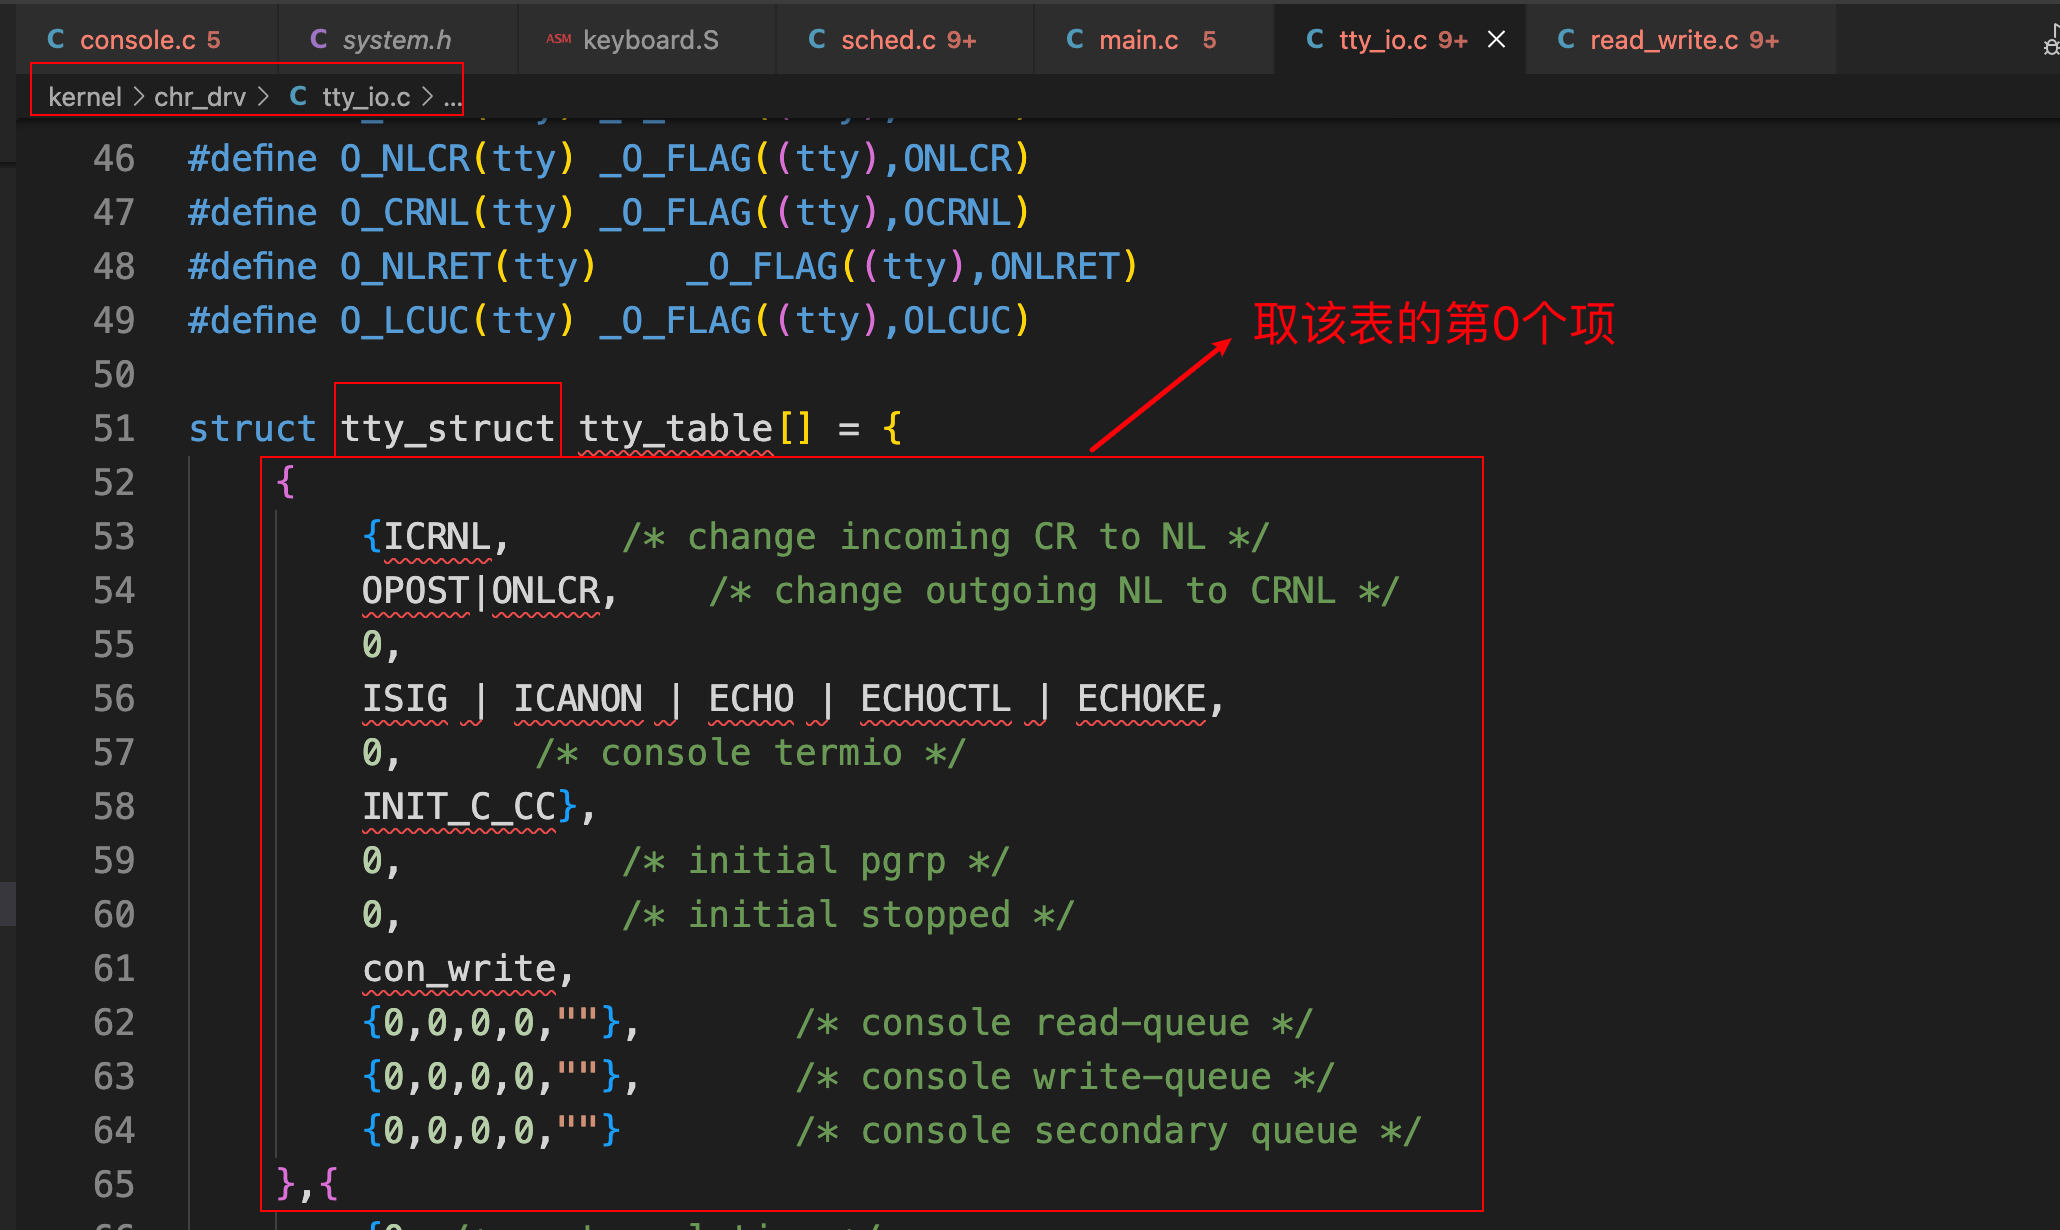 C console.c 5 C system.h ASM keyboard.S C sched.c 9+ C main.c 5 C tty_io.c 9+ × C read_write.c 9+
kernel > chr_drv > C tty_io.c > ...
46 #define O_NLCR(tty) _O_FLAG((tty),ONLCR)
47 #define O_CRNL(tty) _O_FLAG((tty),OCRNL)
48 #define O_NLRET(tty) _O_FLAG((tty),ONLRET)
49 #define O_LCUC(tty) _O_FLAG((tty),OLCUC)
取该表的第0个项
50
51 struct tty_struct tty_table[] = {
52 {
53 {ICRNL, /* change incoming CR to NL */
54 OPOST|ONLCR, /* change outgoing NL to CRNL */
55 0,
56 ISIG | ICANON | ECHO | ECHOCTL | ECHOKE,
57 0, /* console termio */
58 INIT_C_CC},
59 0, /* initial pgrp */
60 0, /* initial stopped */
61 con_write,
62 {0,0,0,0,""}, /* console read-queue */
63 {0,0,0,0,""}, /* console write-queue */
64 {0,0,0,0,""} /* console secondary queue */
65 },{